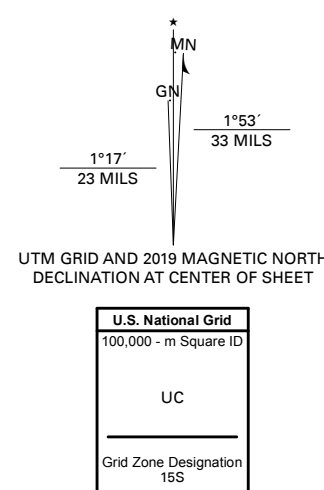 ★
MN
GN
1°53´
33 MILS
1°17´
23 MILS
UTM GRID AND 2019 MAGNETIC NORTH
DECLINATION AT CENTER OF SHEET
U.S. National Grid
100,000 - m Square ID
UC
Grid Zone Designation
15S